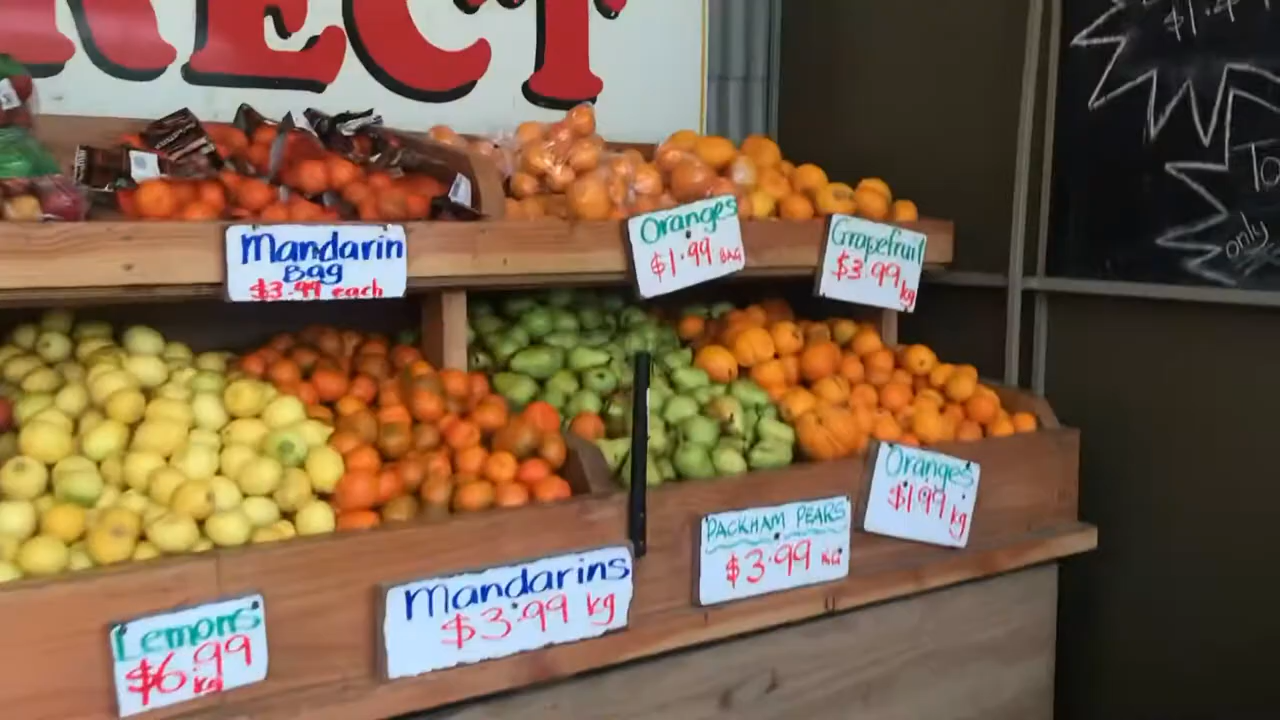 RECT
Mandarin
Bag
$3.99 each
Oranges
$1.99 BAG
Grapefruit
$3.99
kg
only
Lemons
$6.99
kg
Mandarins
$3.99 kg
PACKHAM PEARS
$3.99 KG
Oranges
$1.99 kg